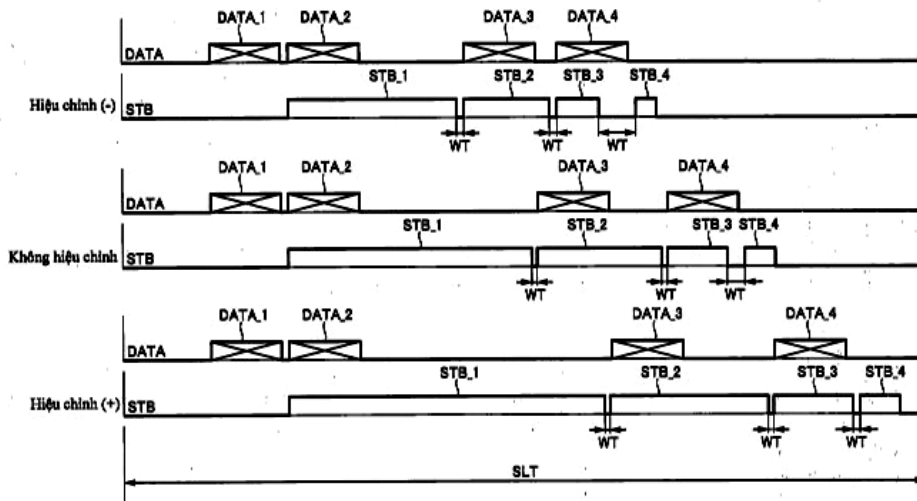 DATA_1 DATA_2 DATA_3 DATA_4
DATA
STB_1 STB_2 STB_3 STB_4
Hiệu chỉnh (-) STB
WT WT WT
DATA_1 DATA_2 DATA_3 DATA_4
DATA
STB_1 STB_2 STB_3 STB_4
Không hiệu chỉnh STB
WT WT WT
DATA_1 DATA_2 DATA_3 DATA_4
DATA
STB_1 STB_2 STB_3 STB_4
Hiệu chỉnh (+) STB
WT WT WT
SLT